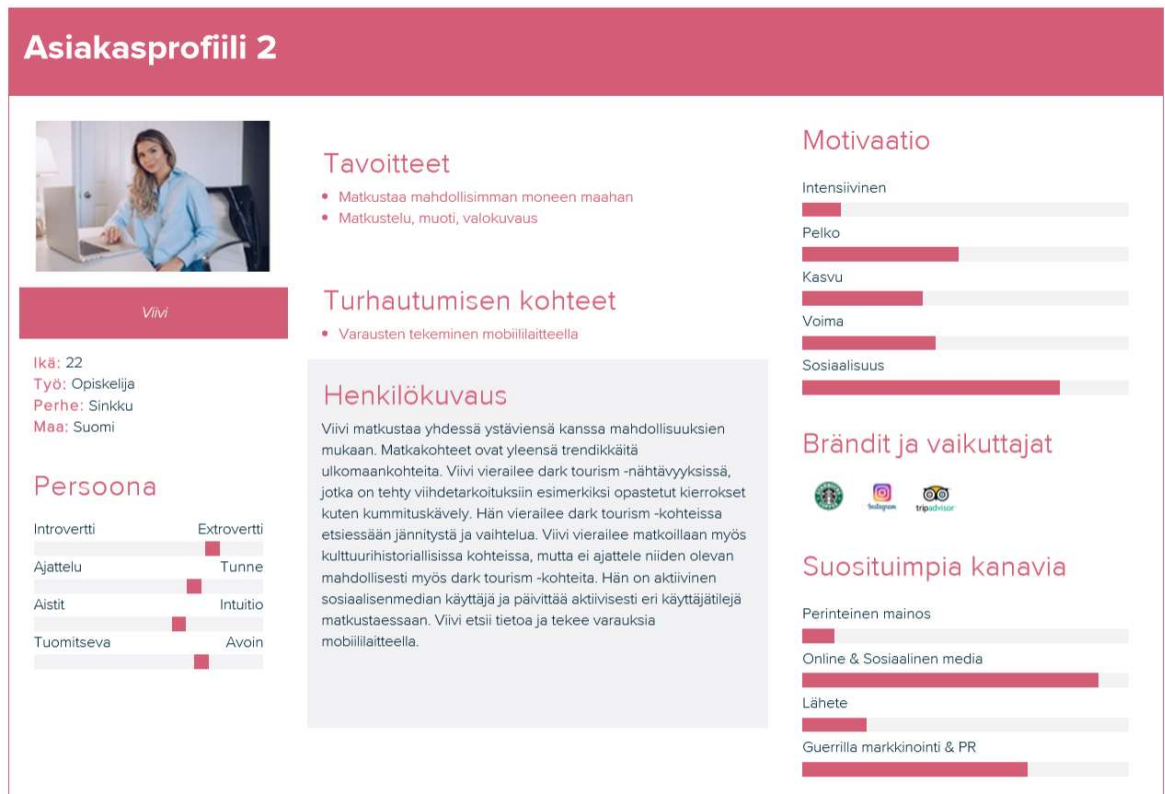 Asiakasprofiili 2
Viivi
Ikä: 22
Työ: Opiskelija
Perhe: Sinkku
Maa: Suomi
Persoona
Introvertti Extrovertti
Ajattelu Tunne
Aistit Intuitio
Tuomitseva Avoin
Tavoitteet
• Matkustaa mahdollisimman moneen maahan
• Matkustelu, muoti, valokuvaus
Turhautumisen kohteet
• Varausten tekeminen mobiililaitteella
Henkilökuvaus
Viivi matkustaa yhdessä ystäviensä kanssa mahdollisuuksien
mukaan. Matkakohteet ovat yleensä trendikkäitä
ulkomaankohteita. Viivi vierailee dark tourism -nähtävyyksissä,
jotka on tehty viihdetarkoituksiin esimerkiksi opastetut kierrokset
kuten kummituskävely. Hän vierailee dark tourism -kohteissa
etsiessään jännitystä ja vaihtelua. Viivi vierailee matkoillaan myös
kulttuurihistoriallisissa kohteissa, mutta ei ajattele niiden olevan
mahdollisesti myös dark tourism -kohteita. Hän on aktiivinen
sosiaalisenmedian käyttäjä ja päivittää aktiivisesti eri käyttäjätilejä
matkustaessaan. Viivi etsii tietoa ja tekee varauksia
mobiililaitteella.
Motivaatio
Intensiivinen
Pelko
Kasvu
Voima
Sosiaalisuus
Brändit ja vaikuttajat
Instagram
tripadvisor
Suosituimpia kanavia
Perinteinen mainos
Online & Sosiaalinen media
Lähete
Guerrilla markkinointi & PR